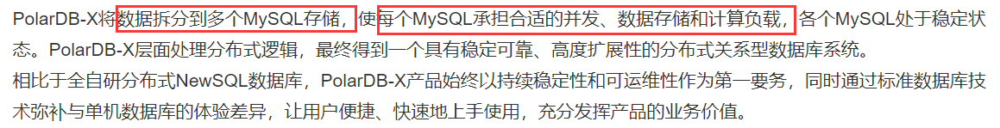 PolarDB-X将数据拆分到多个MySQL存储，使每个MySQL承担合适的并发、数据存储和计算负载，各个MySQL处于稳定状
态。PolarDB-X层面处理分布式逻辑，最终得到一个具有稳定可靠、高度扩展性的分布式关系型数据库系统。
相比于全自研分布式NewSQL数据库，PolarDB-X产品始终以持续稳定性和可运维性作为第一要务，同时通过标准数据库技
术弥补与单机数据库的体验差异，让用户便捷、快速地上手使用，充分发挥产品的业务价值。